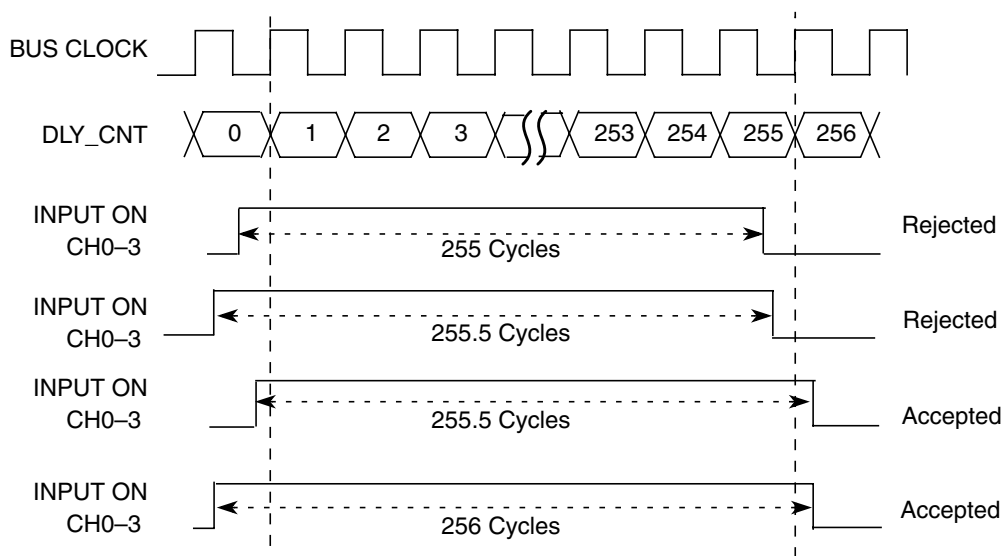 BUS CLOCK
DLY_CNT 0 1 2 3 253 254 255 256
INPUT ON
CH0–3
255 Cycles
Rejected
INPUT ON
CH0–3
255.5 Cycles
Rejected
INPUT ON
CH0–3
255.5 Cycles
Accepted
INPUT ON
CH0–3
256 Cycles
Accepted